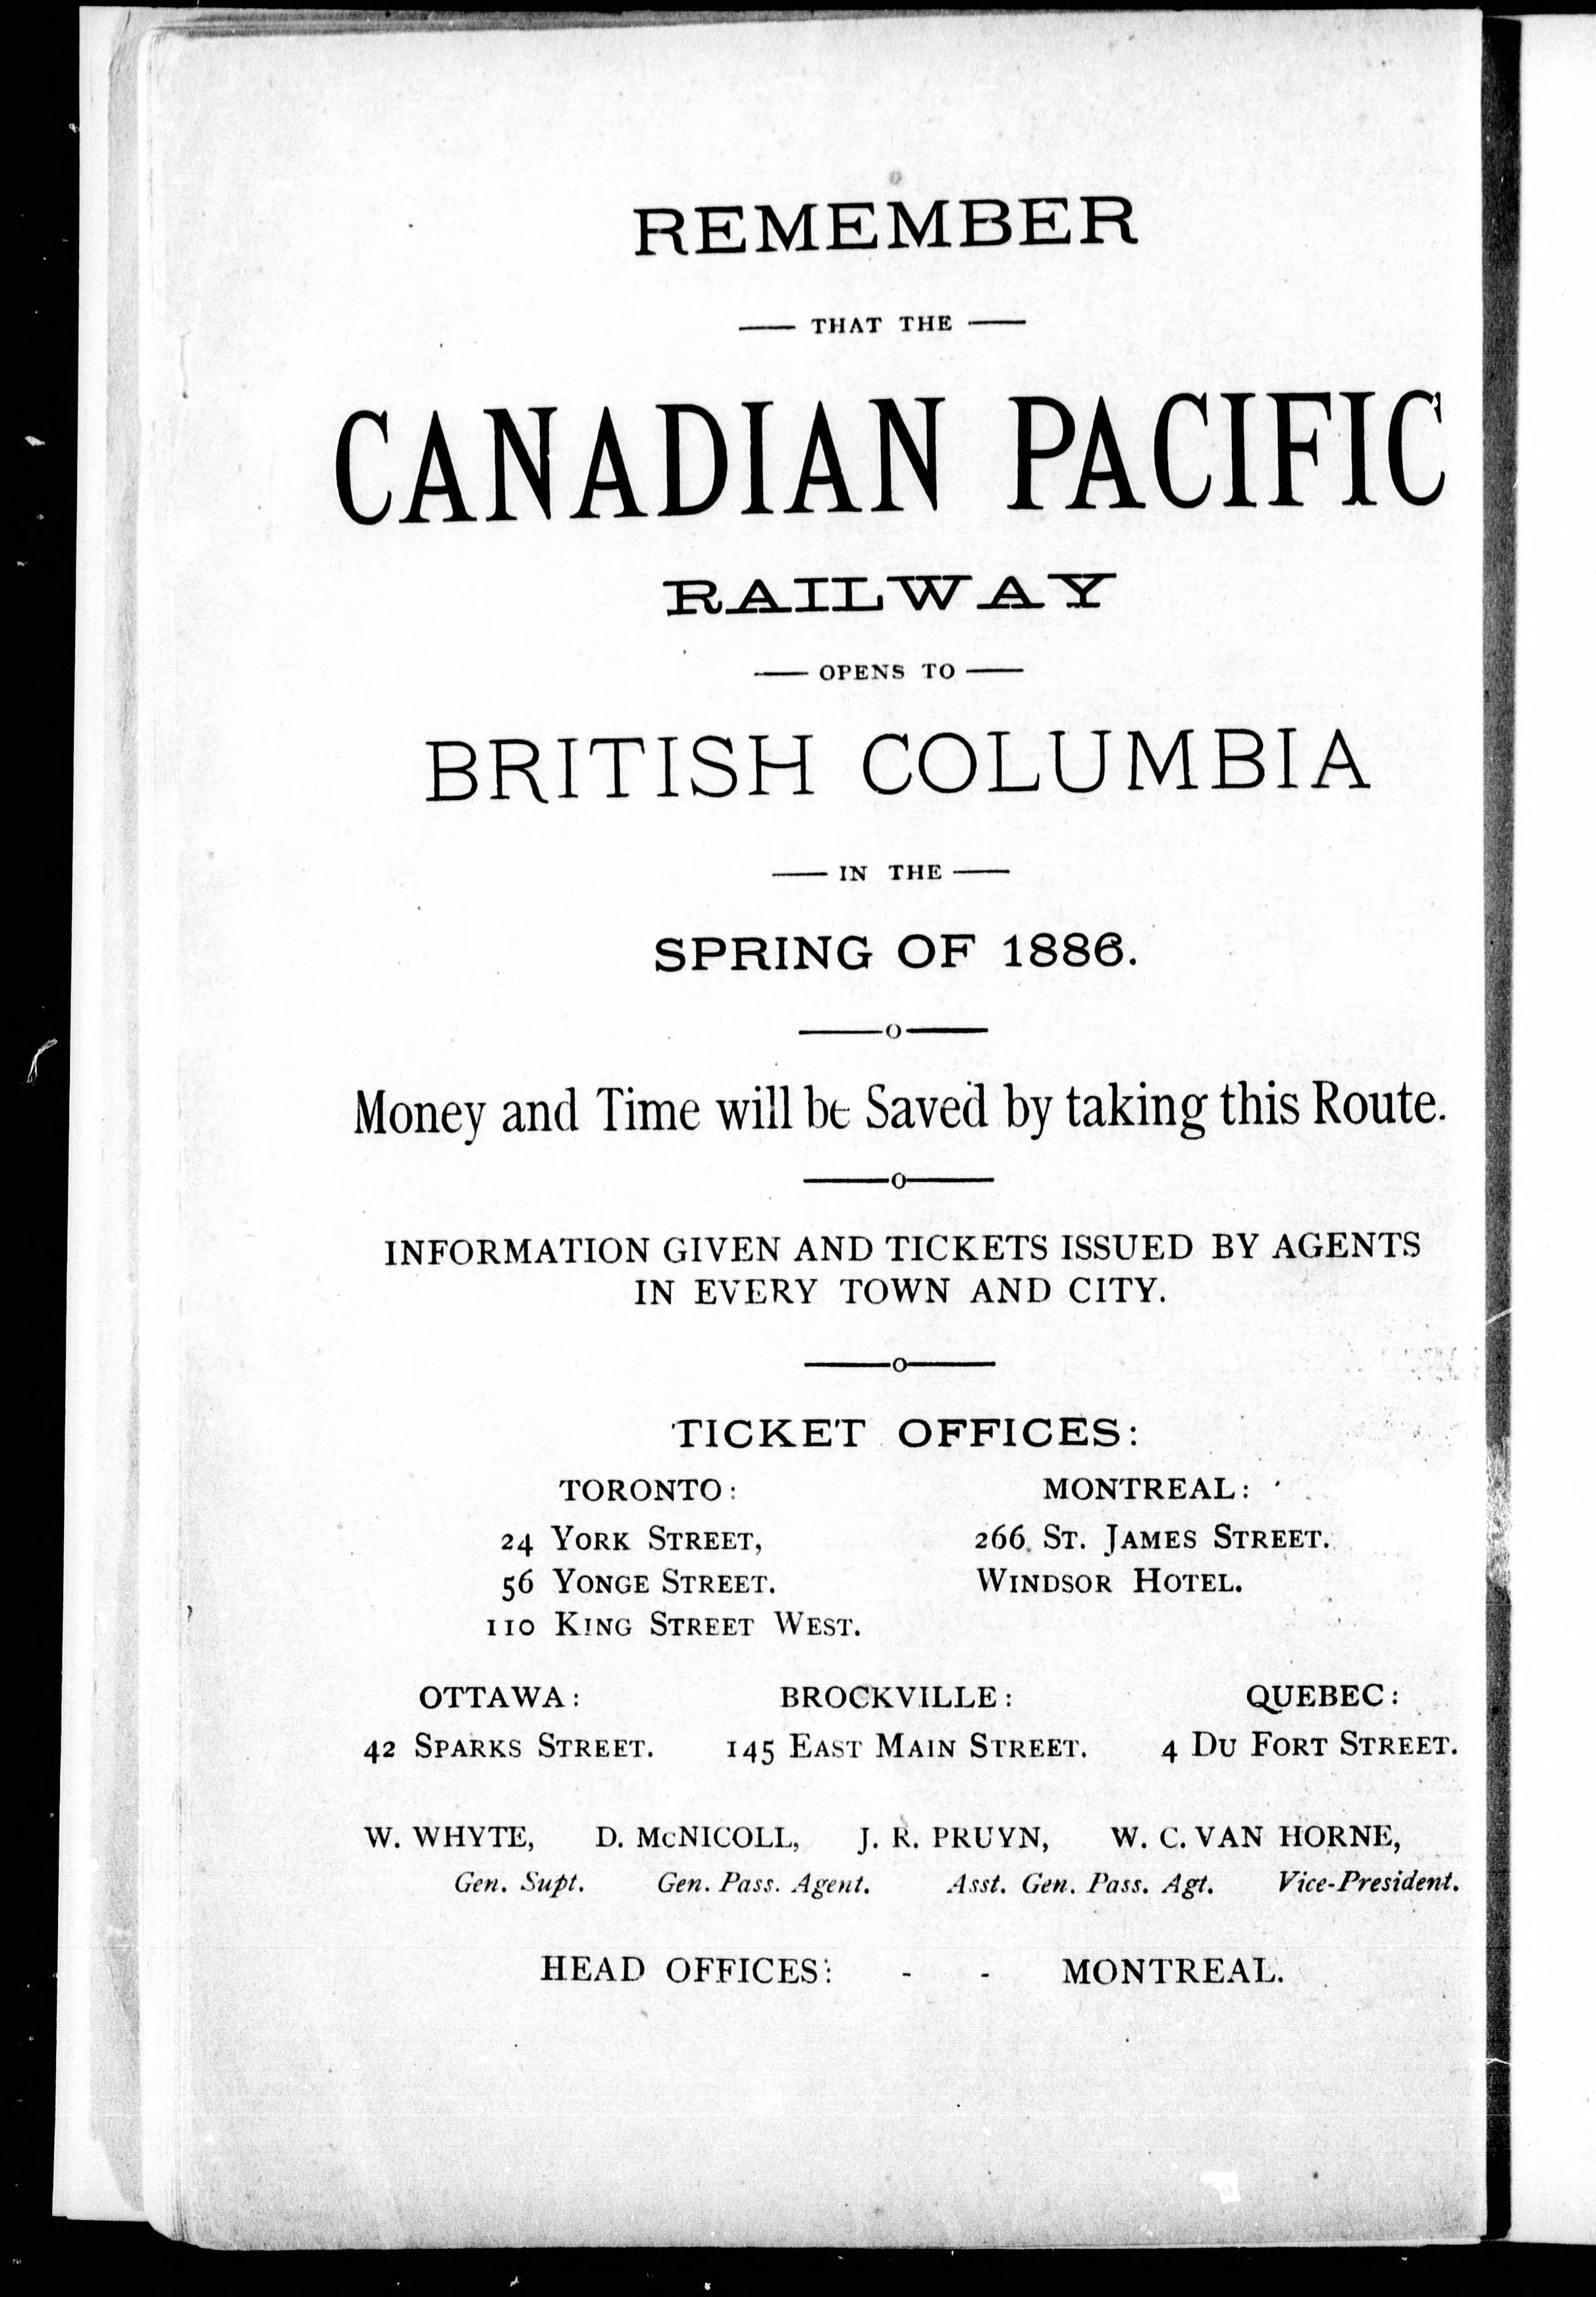 REMEMBER
— THAT THE —
CANADIAN PACIFIC
RAILWAY
— OPENS TO —
BRITISH COLUMBIA
— IN THE —
SPRING OF 1886.
——o——
Money and Time will be Saved by taking this Route.
——o——
INFORMATION GIVEN AND TICKETS ISSUED BY AGENTS
IN EVERY TOWN AND CITY.
——o——
TICKET OFFICES:
TORONTO:
24 YORK STREET,
56 YONGE STREET.
110 KING STREET WEST.
MONTREAL:
266 ST. JAMES STREET.
WINDSOR HOTEL.
OTTAWA:
42 SPARKS STREET.
BROCKVILLE:
145 EAST MAIN STREET.
QUEBEC:
4 DU FORT STREET.
W. WHYTE, D. McNICOLL, J. R. PRUYN, W. C. VAN HORNE,
Gen. Supt. Gen. Pass. Agent. Asst. Gen. Pass. Agt. Vice-President.
HEAD OFFICES: - - MONTREAL.